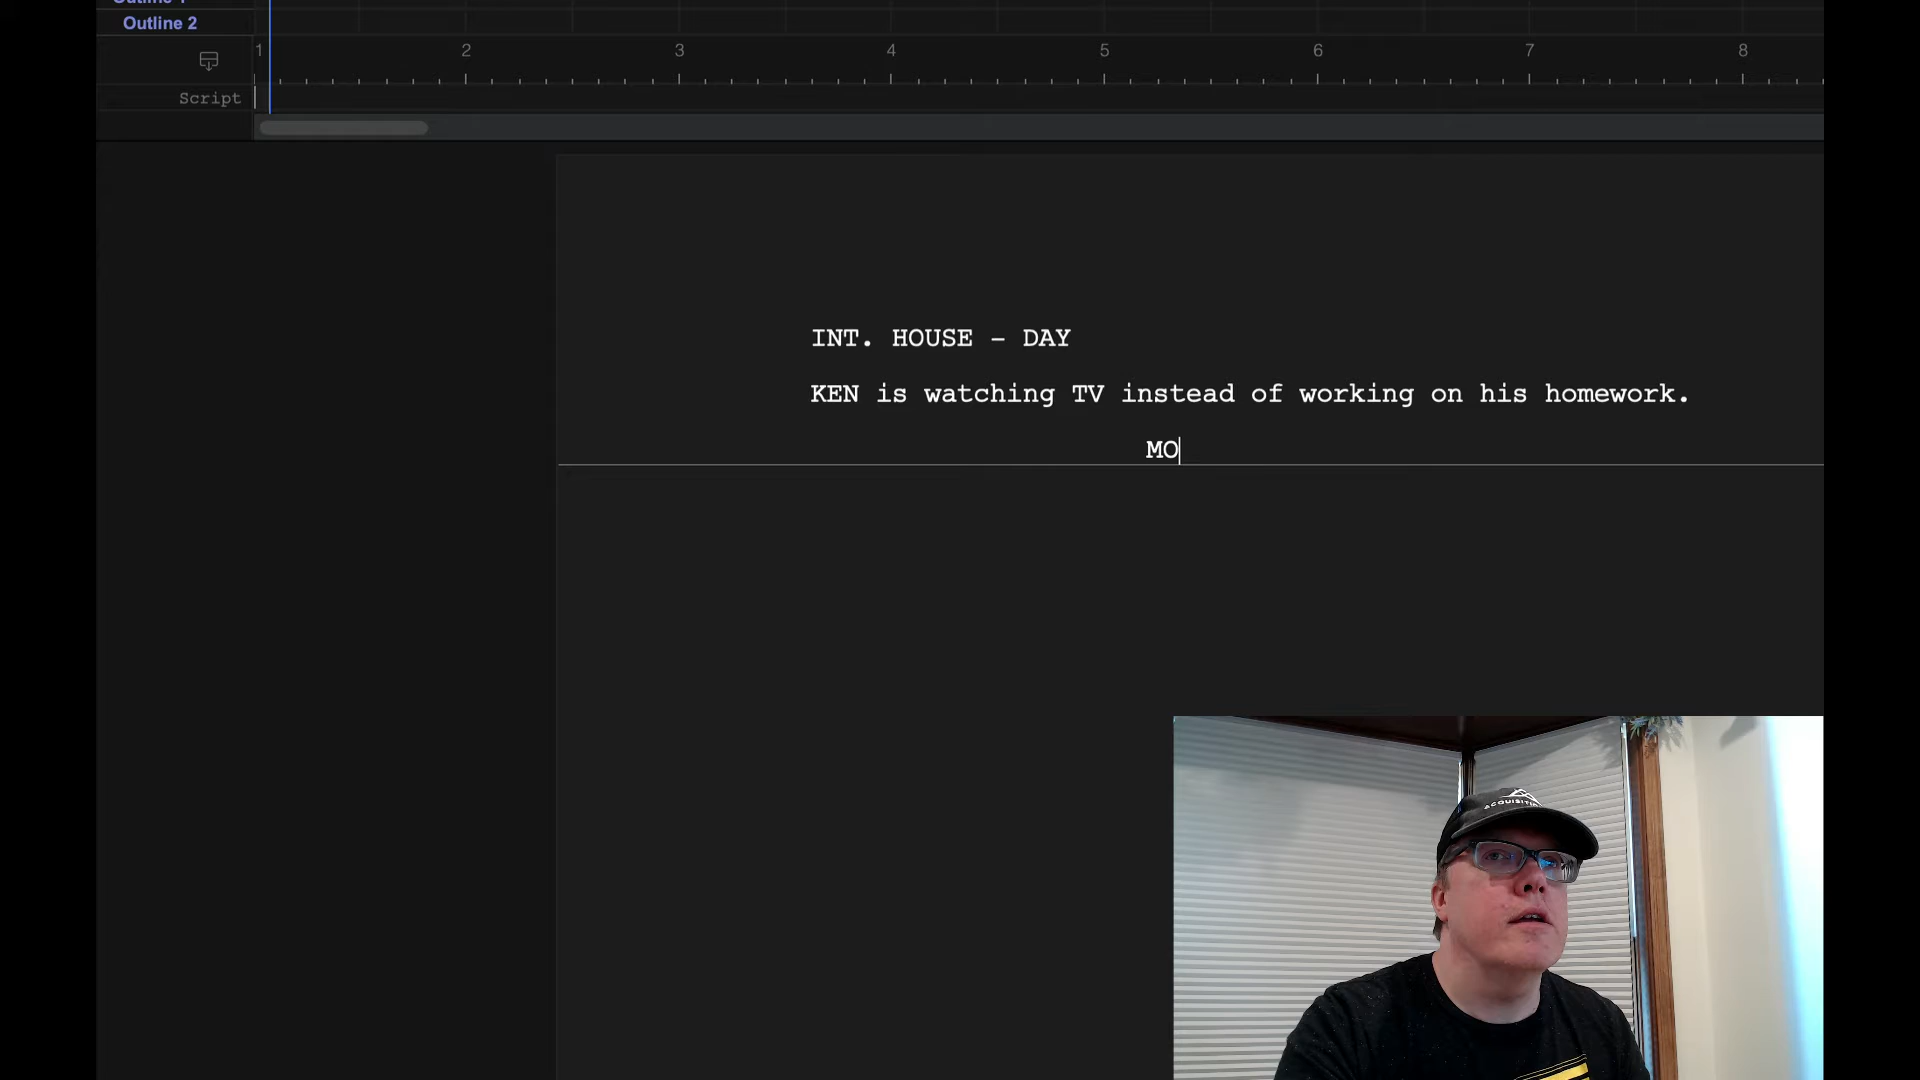 Outline 2
1 2 3 4 5 6 7 8
Script
INT. HOUSE - DAY
KEN is watching TV instead of working on his homework.
MO